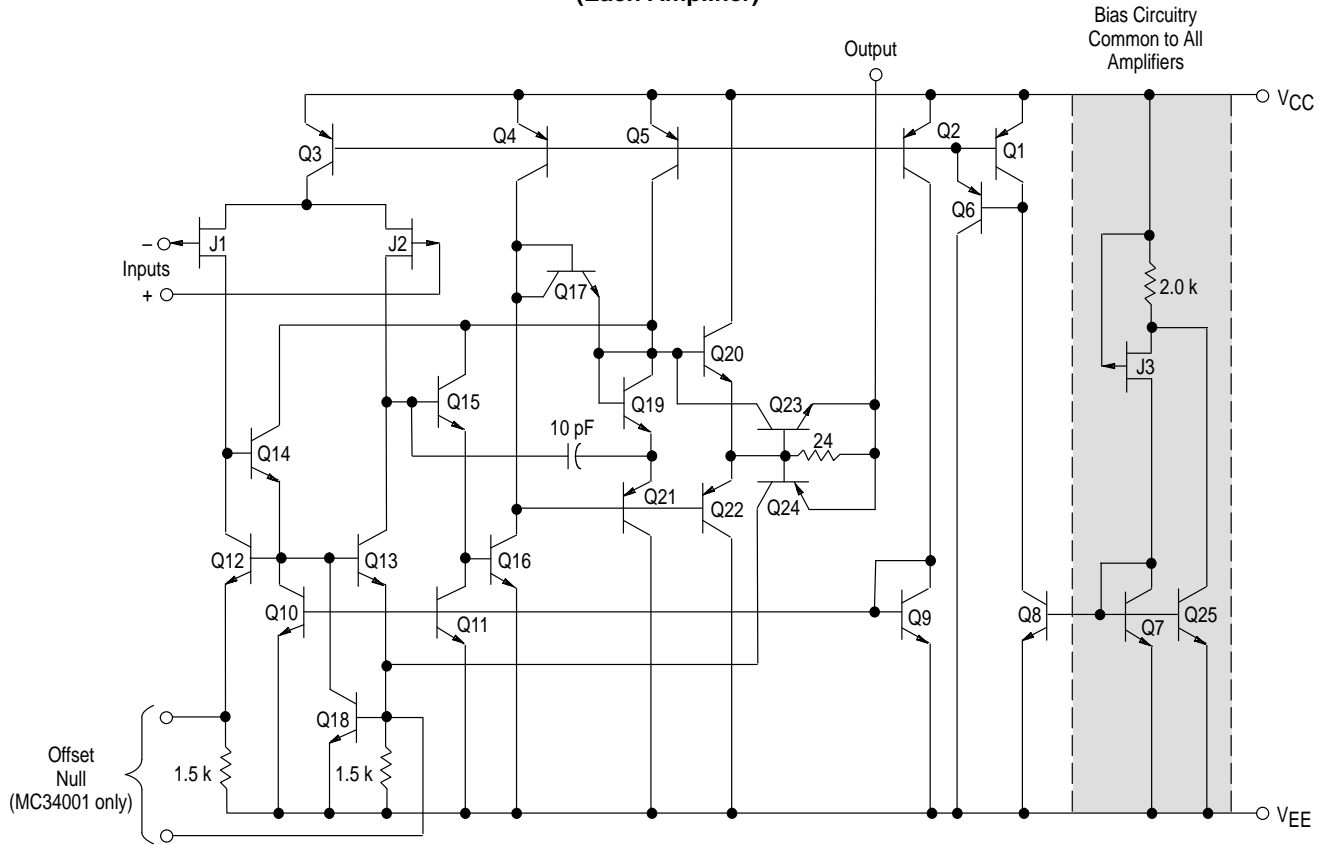 (Each Amplifier)
Bias Circuitry
Common to All
Amplifiers
Output
VCC
Q3
Q4
Q5
Q2
Q1
Q6
–
J1
J2
Inputs
+
Q17
2.0 k
J3
Q20
Q15
Q19
Q23
10 pF
24
Q14
Q21
Q22
Q24
Q12
Q13
Q16
Q10
Q11
Q9
Q8
Q7
Q25
Q18
Offset
Null
(MC34001 only)
1.5 k
1.5 k
VEE